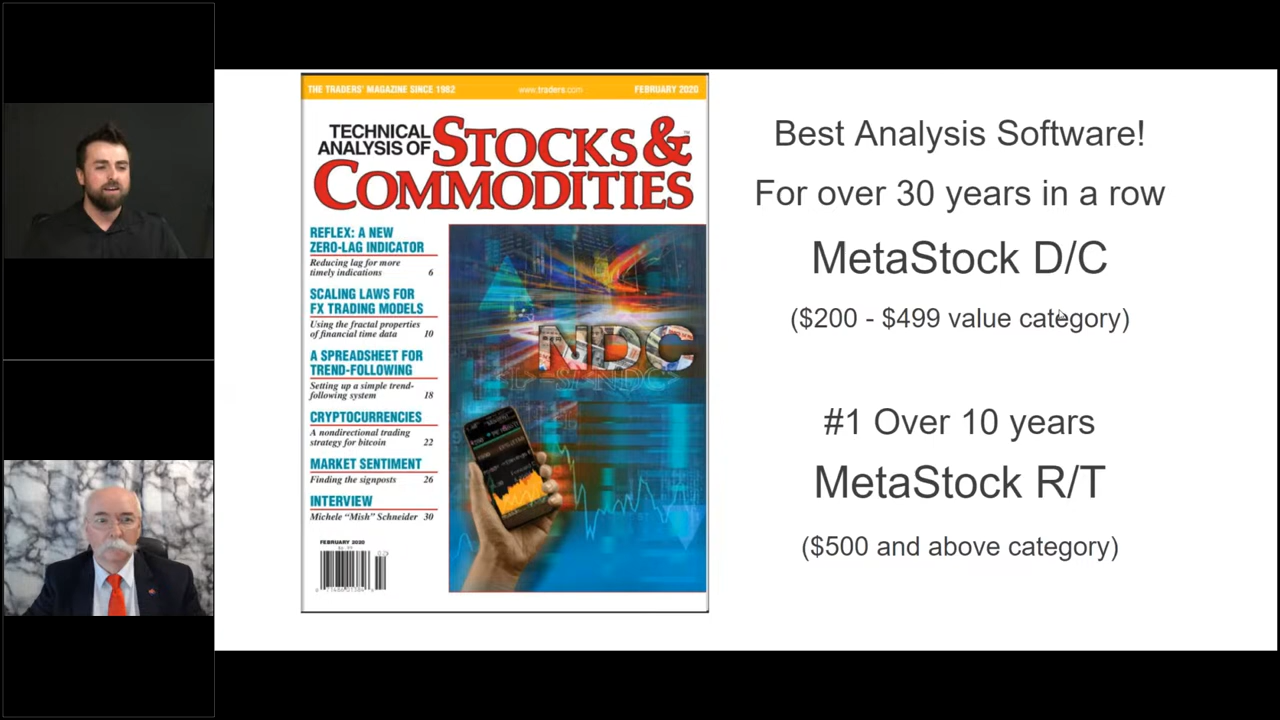 THE TRADERS' MAGAZINE SINCE 1982
www.traders.com
FEBRUARY 2020
TECHNICAL
ANALYSIS OF
STOCKS &
COMMODITIES
™
REFLEX: A NEW
ZERO-LAG INDICATOR
Reducing lag for more
timely indications 6
SCALING LAWS FOR
FX TRADING MODELS
Using the fractal properties
of financial time data 10
A SPREADSHEET FOR
TREND-FOLLOWING
Setting up a simple trend-
following system 18
CRYPTOCURRENCIES
A nondirectional trading
strategy for bitcoin 22
MARKET SENTIMENT
Finding the signposts 26
INTERVIEW
Michele “Mish” Schneider 30
FEBRUARY 2020
NDC
Best Analysis Software!
For over 30 years in a row
MetaStock D/C
($200 - $499 value category)
#1 Over 10 years
MetaStock R/T
($500 and above category)